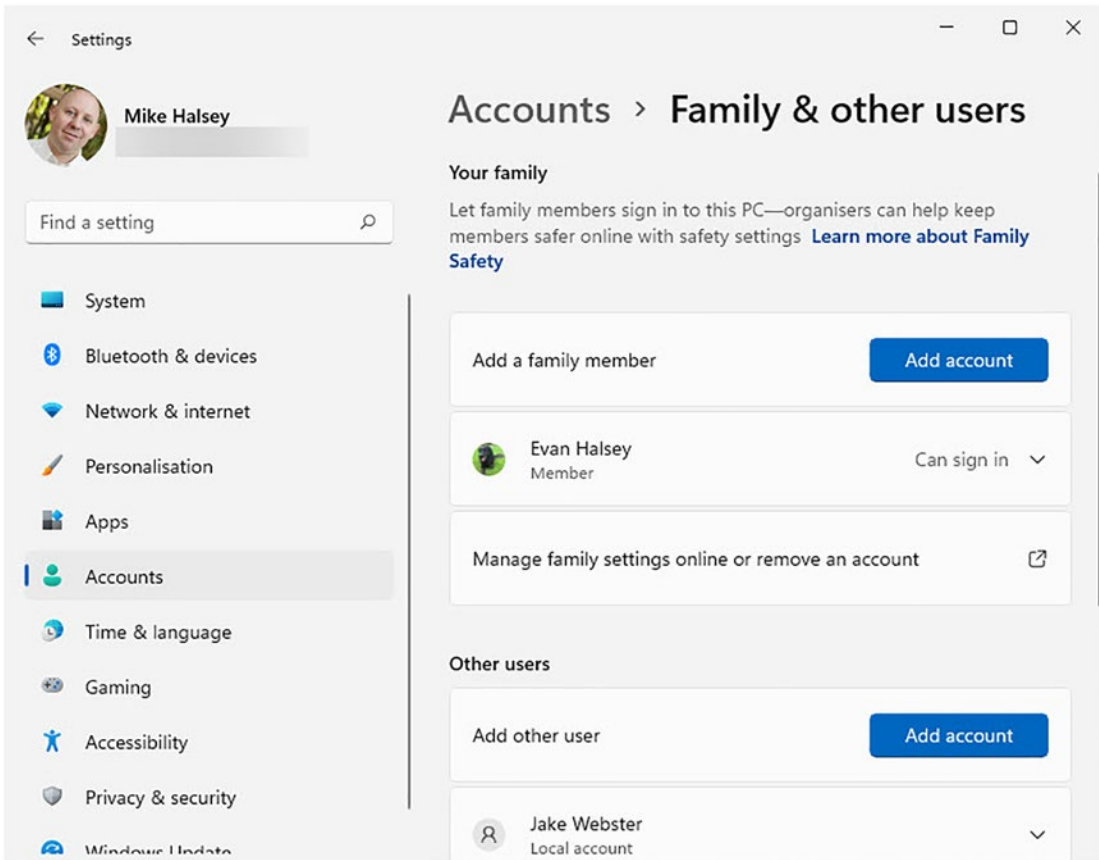 Settings
Mike Halsey
Find a setting
System
Bluetooth & devices
Network & internet
Personalisation
Apps
Accounts
Time & language
Gaming
Accessibility
Privacy & security
Windows Update
Accounts > Family & other users
Your family
Let family members sign in to this PC—organisers can help keep
members safer online with safety settings Learn more about Family
Safety
Add a family member Add account
Evan Halsey
Member
Can sign in
Manage family settings online or remove an account
Other users
Add other user Add account
Jake Webster
Local account